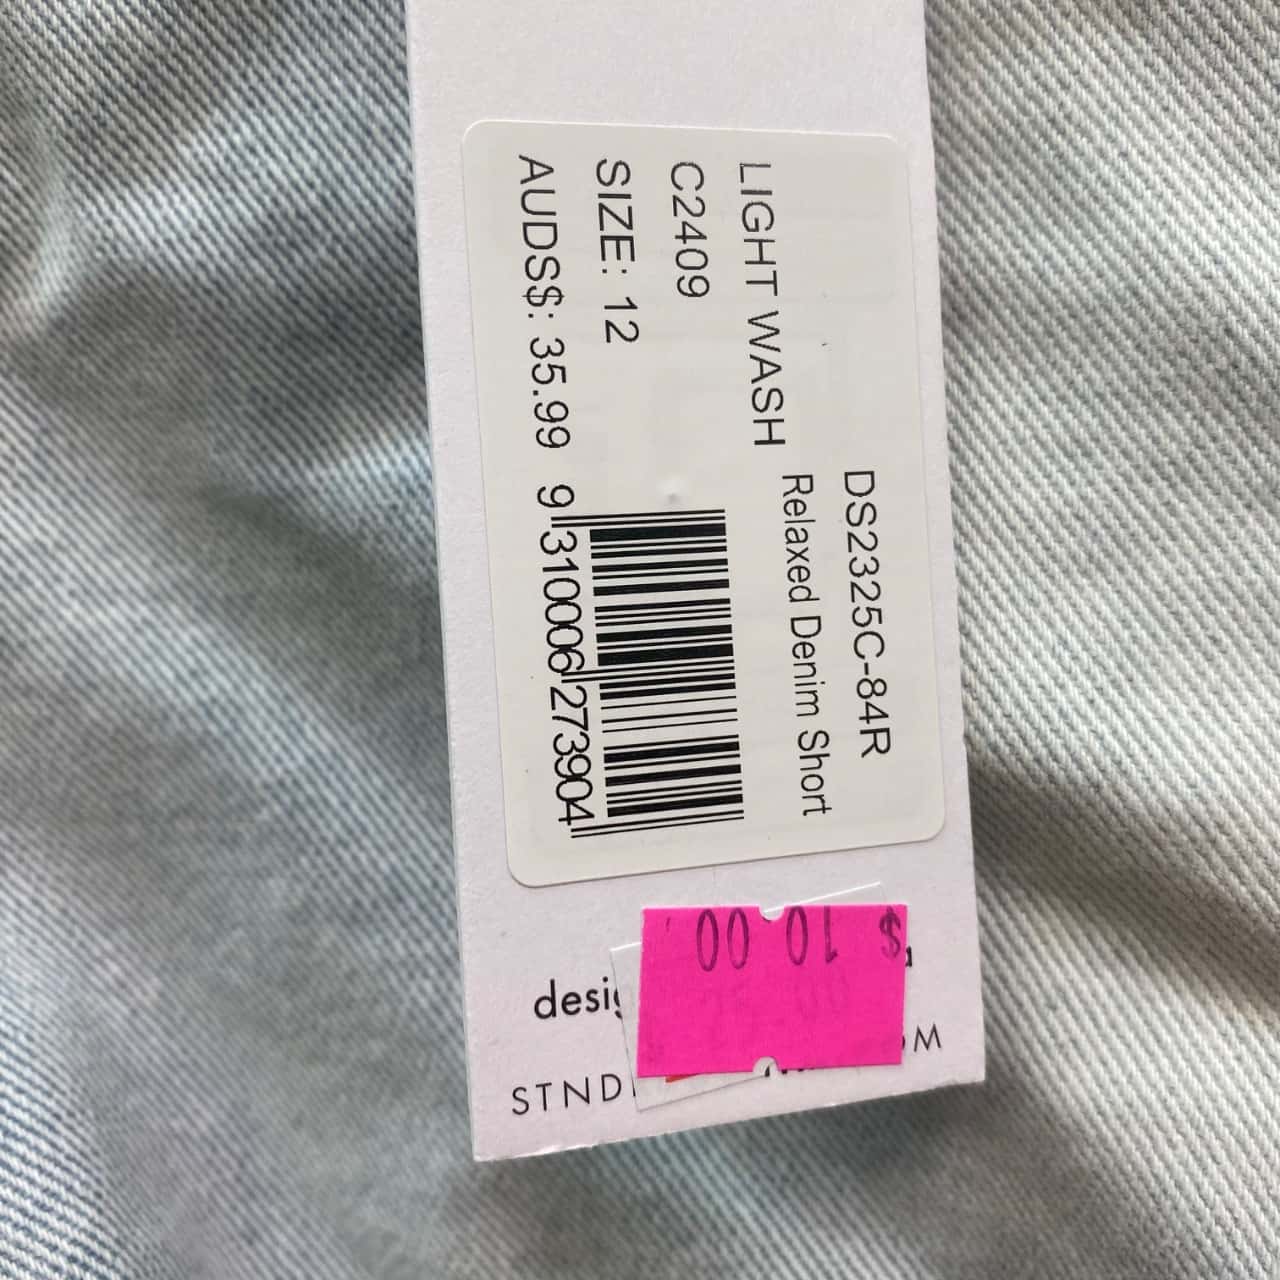 DS2325C-84R
Relaxed Denim Short
LIGHT WASH
C2409
SIZE: 12
AUDS$: 35.99
9 310006 273904
$ 10.00